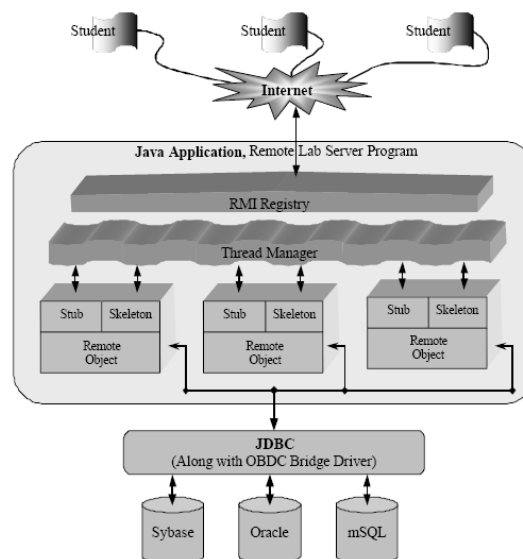 Student
Student
Student
Internet
Java Application, Remote Lab Server Program
RMI Registry
Thread Manager
Stub
Skeleton
Remote
Object
Stub
Skeleton
Remote
Object
Stub
Skeleton
Remote
Object
JDBC
(Along with OBDC Bridge Driver)
Sybase
Oracle
mSQL